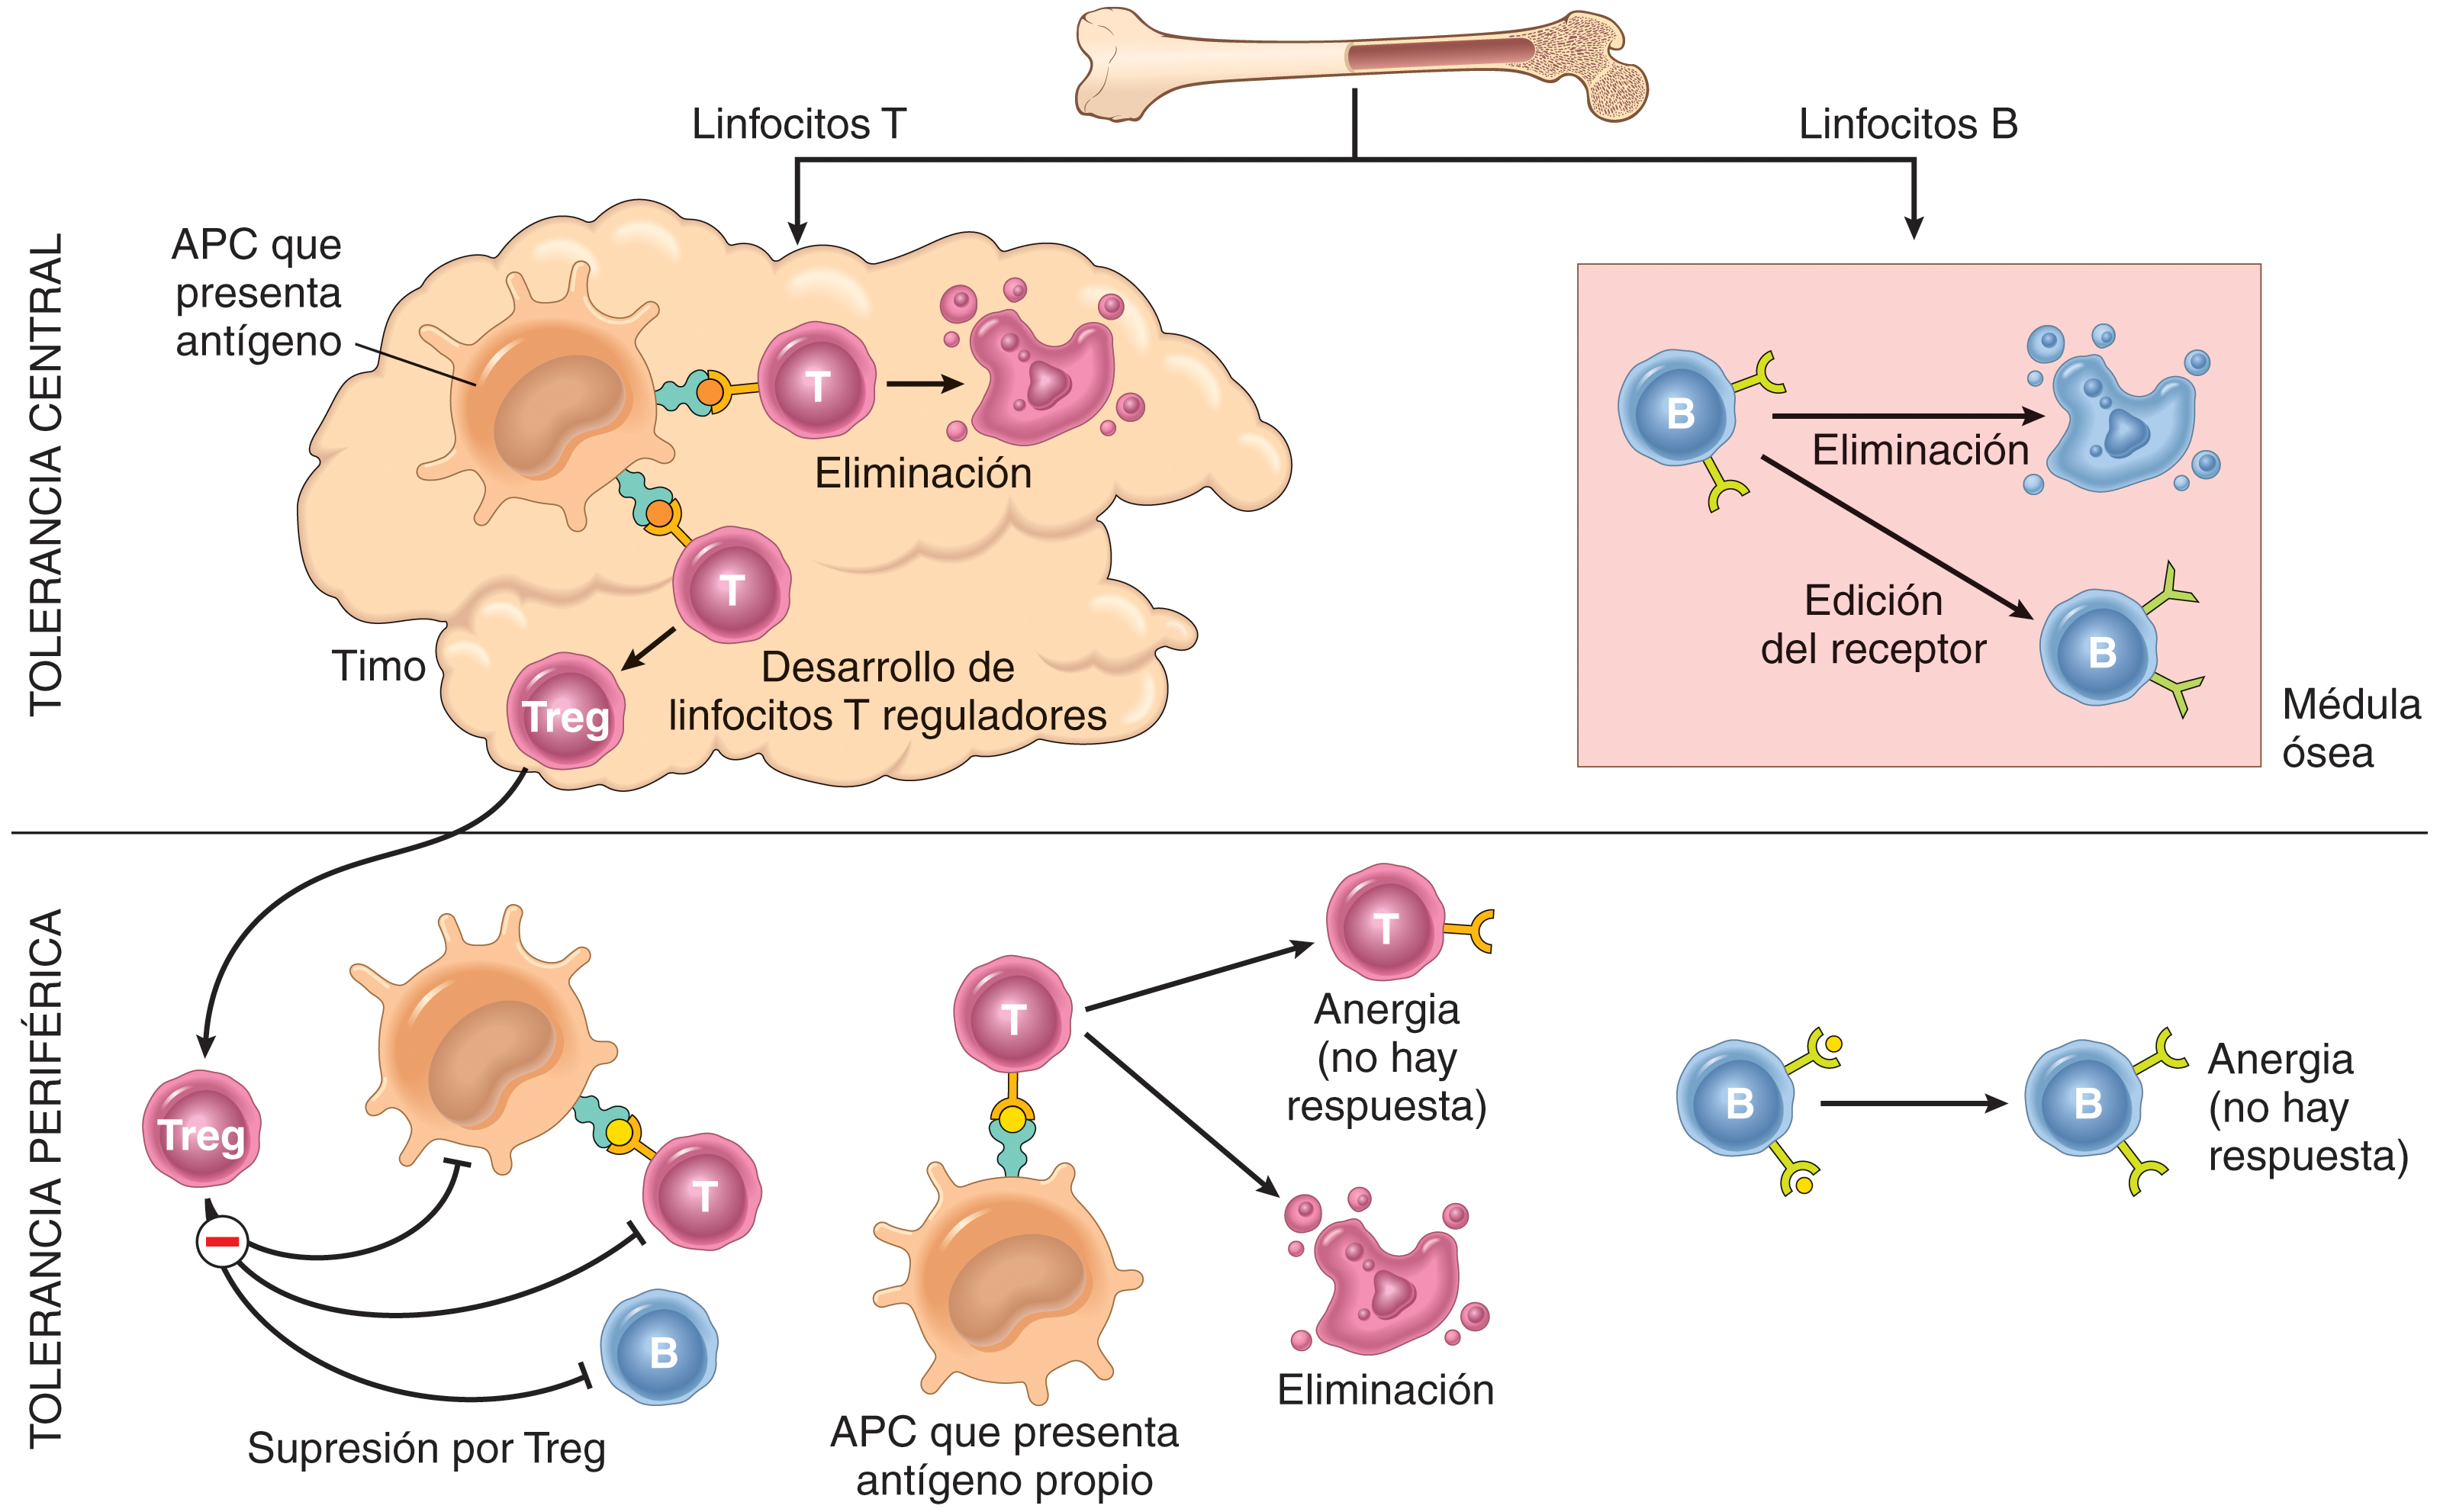 Linfocitos T
Linfocitos B
TOLERANCIA CENTRAL
APC que
presenta
antígeno
T
Eliminación
T
Timo
Treg
Desarrollo de
linfocitos T reguladores
B
Eliminación
Edición
del receptor
B
Médula
ósea
TOLERANCIA PERIFÉRICA
Treg
T
B
Supresión por Treg
T
T
Anergia
(no hay
respuesta)
Eliminación
APC que presenta
antígeno propio
B
B
Anergia
(no hay
respuesta)